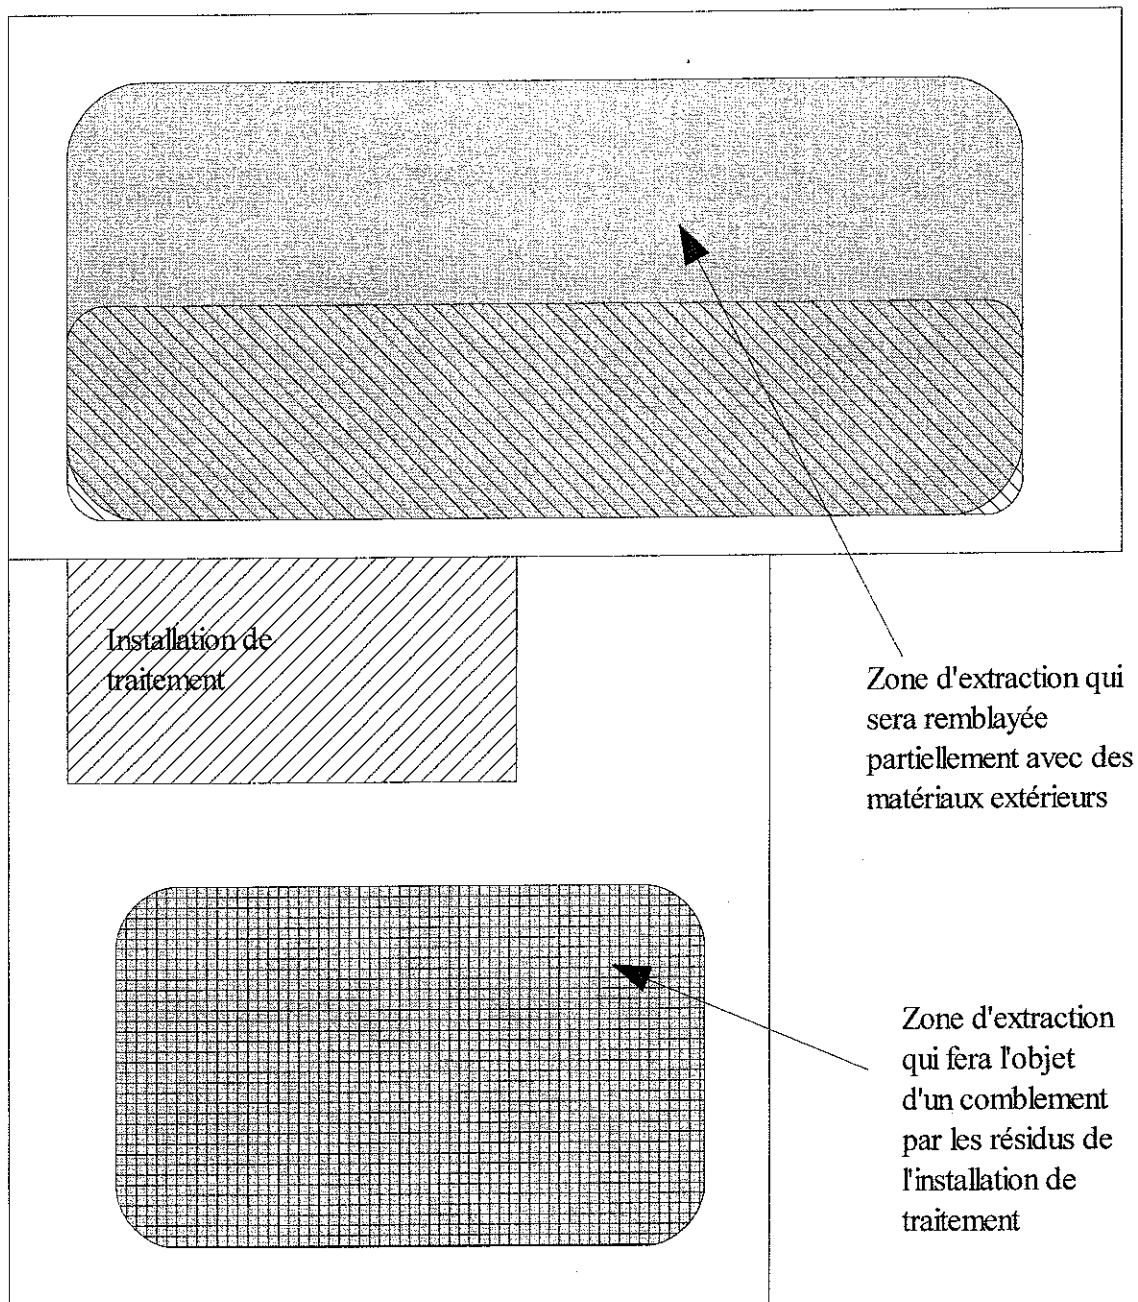 Installation de
traitement
Zone d'extraction qui
sera remblayée
partiellement avec des
matériaux extérieurs
Zone d'extraction
qui fera l'objet
d'un comblement
par les résidus de
l'installation de
traitement